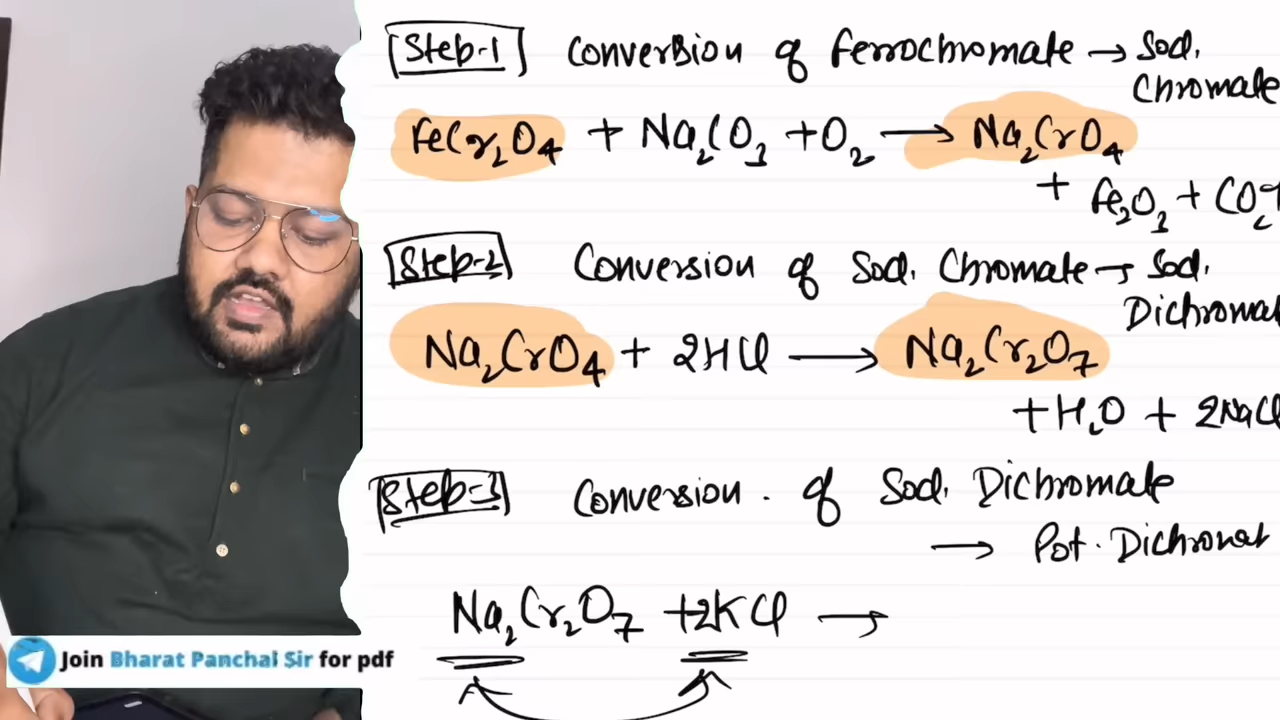 Step-1 Conversion of ferrochromate → Sod.
Chromate
FeCr₂O₄ + Na₂CO₃ + O₂ → Na₂CrO₄
+ Fe₂O₃ + CO₂↑
Step-2 Conversion of Sod. Chromate → Sod.
Dichromat
Na₂CrO₄ + 2HCl → Na₂Cr₂O₇
+ H₂O + 2NaCl
Step-3 Conversion. of Sod. Dichromate
→ Pot. Dichromat
Na₂Cr₂O₇ + 2KCl →
Join Bharat Panchal Sir for pdf